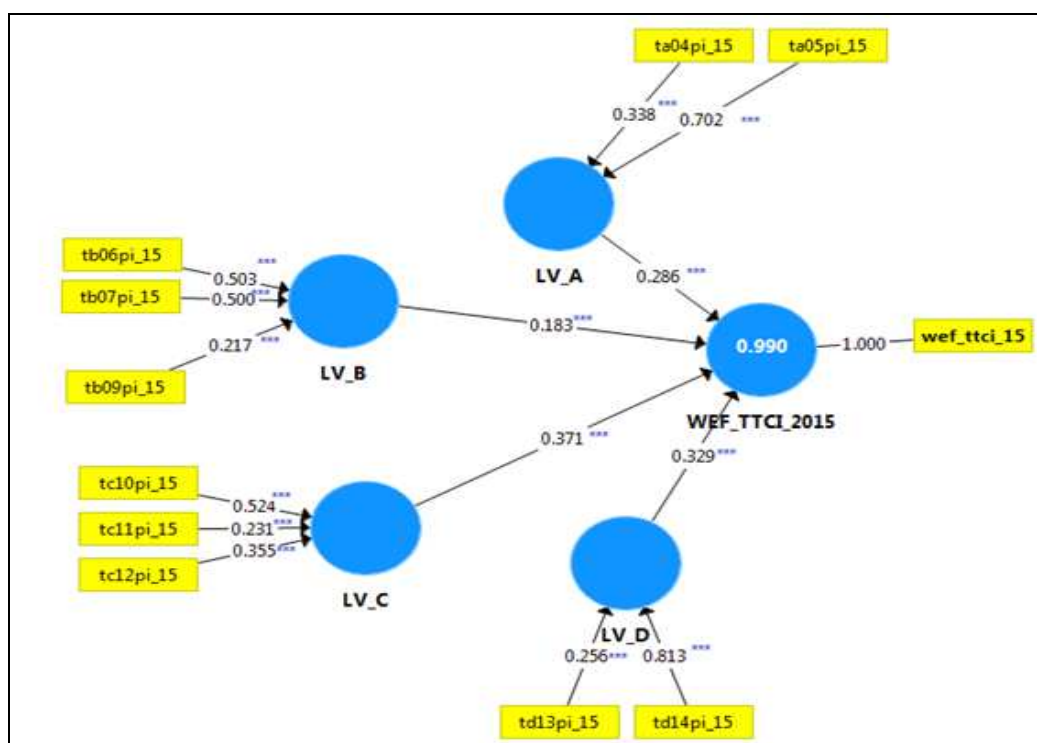 ta04pi_15
ta05pi_15
0.338 ***
0.702 ***
LV_A
tb06pi_15
0.503 ***
tb07pi_15
0.500 ***
0.217 ***
tb09pi_15
LV_B
0.286 ***
0.183 ***
0.990
1.000
wef_ttci_15
WEF_TTCI_2015
0.371 ***
0.329 ***
tc10pi_15
0.524 ***
tc11pi_15
0.231 ***
0.355 ***
tc12pi_15
LV_C
LV_D
0.256 ***
0.813 ***
td13pi_15
td14pi_15